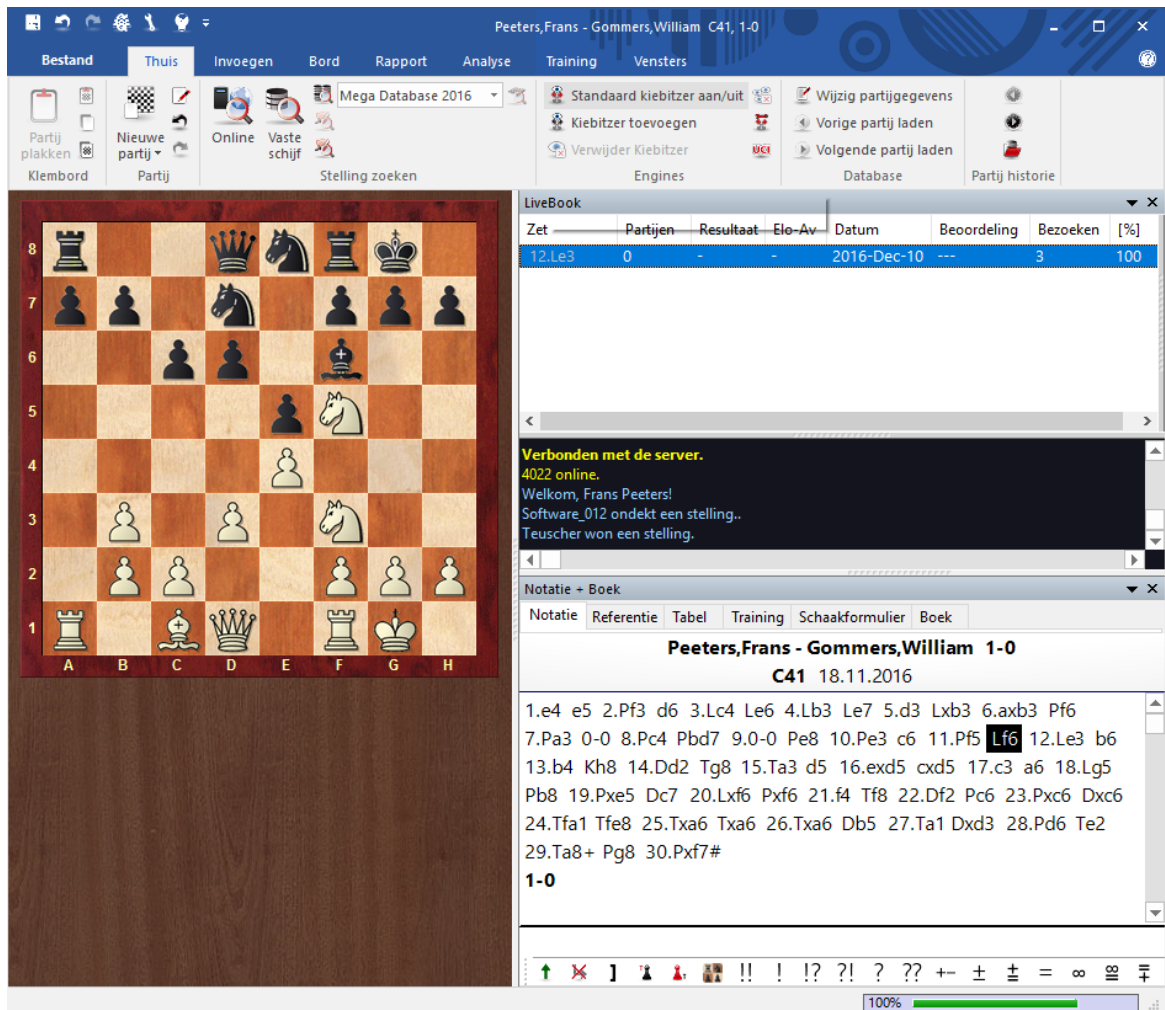 Peeters,Frans - Gommers,William C41, 1-0
Bestand Thuis Invoegen Bord Rapport Analyse Training Vensters
Partij plakken
Klembord
Nieuwe partij
Partij
Online
Vaste schijf
Mega Database 2016
Stelling zoeken
Standaard kiebitzer aan/uit
Kiebitzer toevoegen
Verwijder Kiebitzer
UCI
Engines
Wijzig partijgegevens
Vorige partij laden
Volgende partij laden
Database
Partij historie
8
7
6
5
4
3
2
1
A B C D E F G H
LiveBook
Zet Partijen Resultaat Elo-Av Datum Beoordeling Bezoeken [%]
12.Le3 0 - - 2016-Dec-10 --- 3 100
Verbonden met de server.
4022 online.
Welkom, Frans Peeters!
Software_012 ondekt een stelling..
Teuscher won een stelling.
Notatie + Boek
Notatie Referentie Tabel Training Schaakformulier Boek
Peeters,Frans - Gommers,William 1-0
C41 18.11.2016
1.e4 e5 2.Pf3 d6 3.Lc4 Le6 4.Lb3 Le7 5.d3 Lxb3 6.axb3 Pf6
7.Pa3 0-0 8.Pc4 Pbd7 9.0-0 Pe8 10.Pe3 c6 11.Pf5 Lf6 12.Le3 b6
13.b4 Kh8 14.Dd2 Tg8 15.Ta3 d5 16.exd5 cxd5 17.c3 a6 18.Lg5
Pb8 19.Pxe5 Dc7 20.Lxf6 Pxf6 21.f4 Tf8 22.Df2 Pc6 23.Pxc6 Dxc6
24.Tfa1 Tfe8 25.Txa6 Txa6 26.Txa6 Db5 27.Ta1 Dxd3 28.Pd6 Te2
29.Ta8+ Pg8 30.Pxf7#
1-0
] !! ! !? ?! ? ?? +− ± ⩲ = ∞ ⯹ ∓
100%